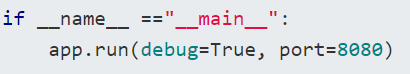 if __name__ =="__main__":
    app.run(debug=True, port=8080)